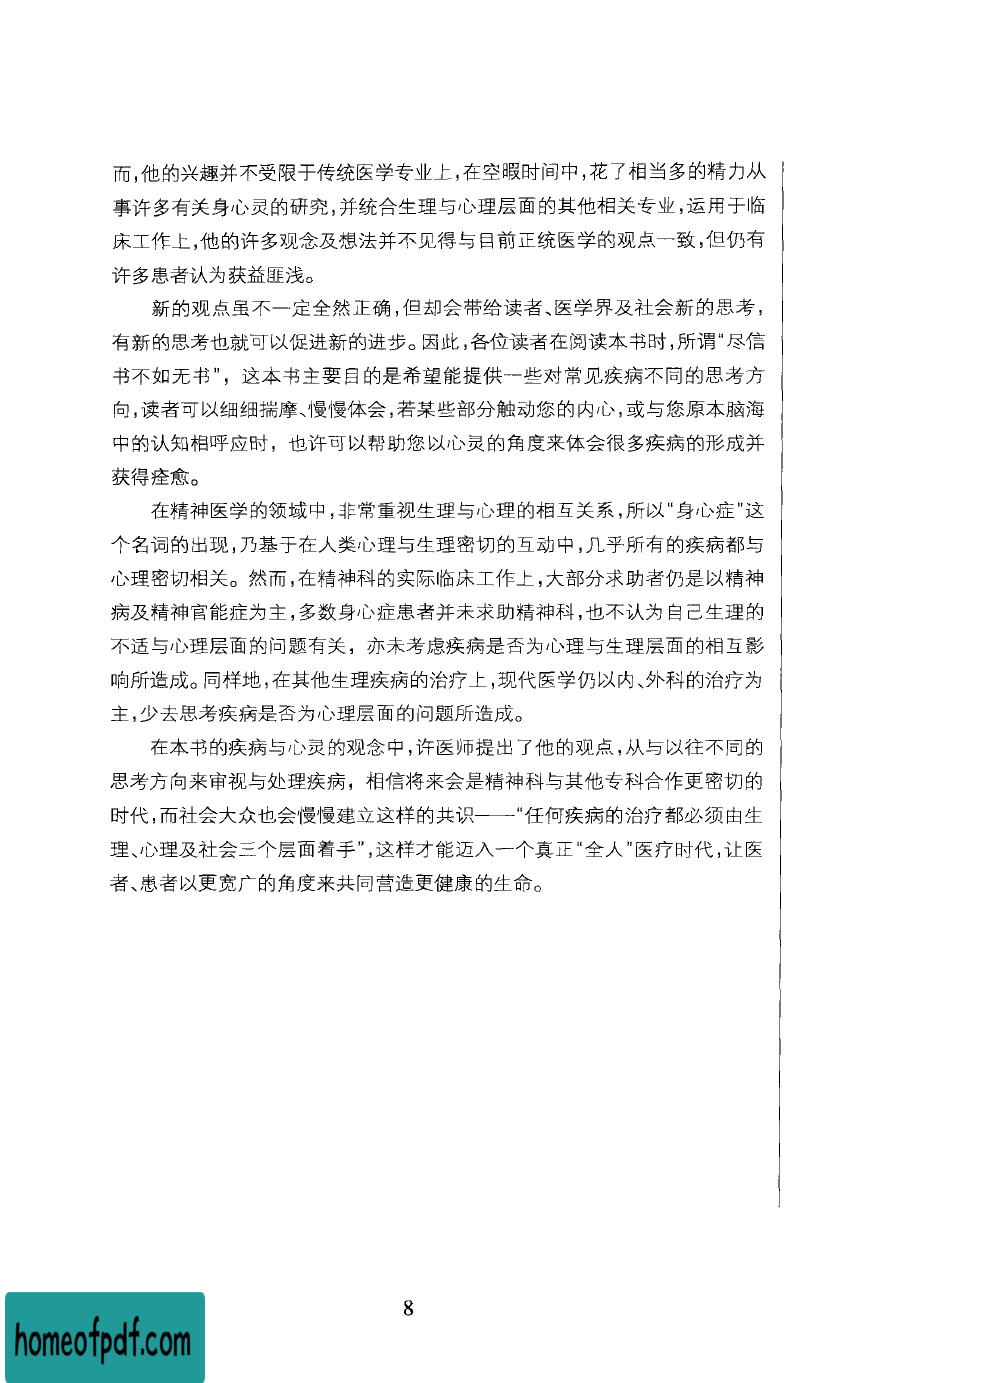 而,他的兴趣并不受限于传统医学专业上,在空暇时间中,花了相当多的精力从
事许多有关身心灵的研究,并统合生理与心理层面的其他相关专业,运用于临
床工作上,他的许多观念及想法并不见得与目前正统医学的观点一致,但仍有
许多患者认为获益匪浅。
新的观点虽不一定全然正确,但却会带给读者、医学界及社会新的思考,
有新的思考也就可以促进新的进步。因此,各位读者在阅读本书时,所谓“尽信
书不如无书”，这本书主要目的是希望能提供一些对常见疾病不同的思考方
向,读者可以细细揣摩、慢慢体会,若某些部分触动您的内心,或与您原本脑海
中的认知相呼应时，也许可以帮助您以心灵的角度来体会很多疾病的形成并
获得痊愈。
在精神医学的领域中,非常重视生理与心理的相互关系,所以“身心症”这
个名词的出现,乃基于在人类心理与生理密切的互动中,几乎所有的疾病都与
心理密切相关。然而,在精神科的实际临床工作上,大部分求助者仍是以精神
病及精神官能症为主,多数身心症患者并未求助精神科,也不认为自己生理的
不适与心理层面的问题有关，亦未考虑疾病是否为心理与生理层面的相互影
响所造成。同样地,在其他生理疾病的治疗上,现代医学仍以内、外科的治疗为
主,少去思考疾病是否为心理层面的问题所造成。
在本书的疾病与心灵的观念中,许医师提出了他的观点,从与以往不同的
思考方向来审视与处理疾病，相信将来会是精神科与其他专科合作更密切的
时代,而社会大众也会慢慢建立这样的共识——“任何疾病的治疗都必须由生
理、心理及社会三个层面着手”,这样才能迈入一个真正“全人”医疗时代,让医
者、患者以更宽广的角度来共同营造更健康的生命。
8
homeofpdf.com